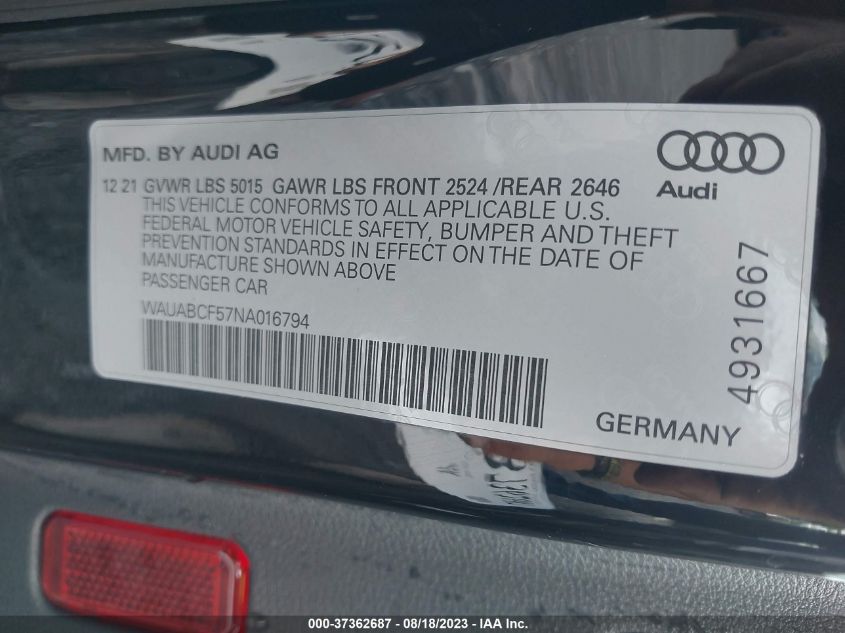 MFD. BY AUDI AG
Audi
12 21 GVWR LBS 5015 GAWR LBS FRONT 2524 /REAR 2646
THIS VEHICLE CONFORMS TO ALL APPLICABLE U.S.
FEDERAL MOTOR VEHICLE SAFETY, BUMPER AND THEFT
PREVENTION STANDARDS IN EFFECT ON THE DATE OF
MANUFACTURE SHOWN ABOVE
PASSENGER CAR
WAUABCF57NA016794
4931667
GERMANY
000-37362687 - 08/18/2023 - IAA Inc.